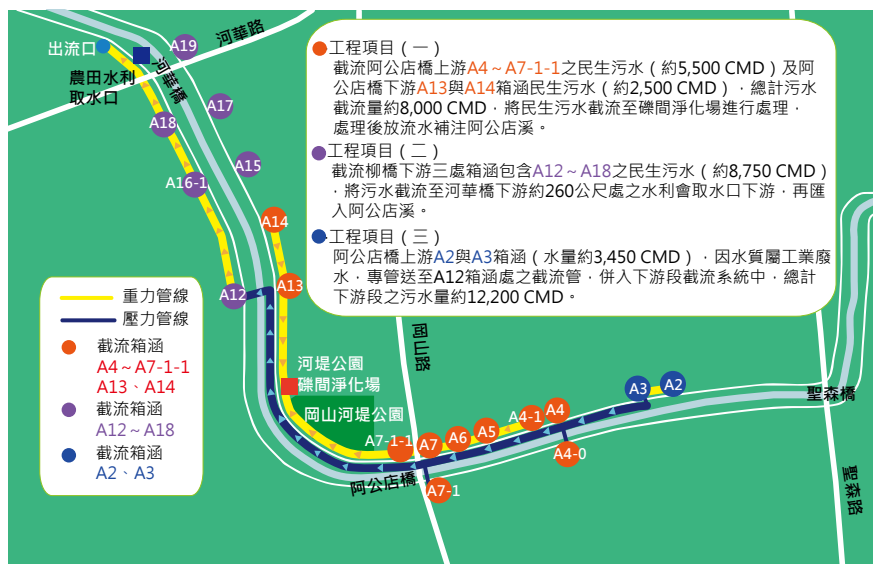 出流口
A19
河華路
農田水利
取水口
河華橋
A17
A18
A15
A16-1
A14
A13
A12
工程項目（一）
截流阿公店橋上游A4～A7-1-1之民生污水（約5,500 CMD）及阿
公店橋下游A13與A14箱涵民生污水（約2,500 CMD），總計污水
截流量約8,000 CMD，將民生污水截流至礫間淨化場進行處理，
處理後放流水補注阿公店溪。
工程項目（二）
截流柳橋下游三處箱涵包含A12～A18之民生污水（約8,750 CMD）
，將污水截流至河華橋下游約260公尺處之水利會取水口下游，再匯
入阿公店溪。
工程項目（三）
阿公店橋上游A2與A3箱涵（水量約3,450 CMD），因水質屬工業廢
水，專管送至A12箱涵處之截流管，併入下游段截流系統中，總計
下游段之污水量約12,200 CMD。
重力管線
壓力管線
截流箱涵
A4～A7-1-1
A13、A14
截流箱涵
A12～A18
截流箱涵
A2、A3
岡山路
河堤公園
礫間淨化場
岡山河堤公園
A7-1-1
A7
A6
A5
A4-1
A4
A3
A2
聖森橋
A4-0
阿公店橋
A7-1
聖森路